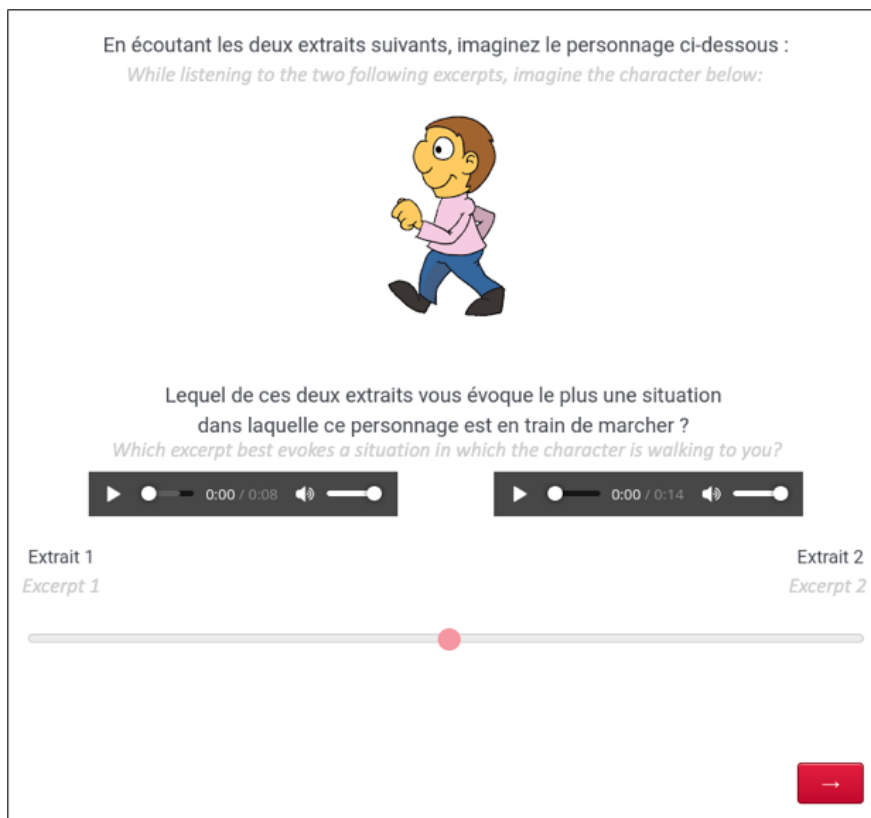 En écoutant les deux extraits suivants, imaginez le personnage ci-dessous :
While listening to the two following excerpts, imagine the character below:
Lequel de ces deux extraits vous évoque le plus une situation
dans laquelle ce personnage est en train de marcher ?
Which excerpt best evokes a situation in which the character is walking to you?
0:00 / 0:08
0:00 / 0:14
Extrait 1
Extrait 2
Excerpt 1
Excerpt 2
→